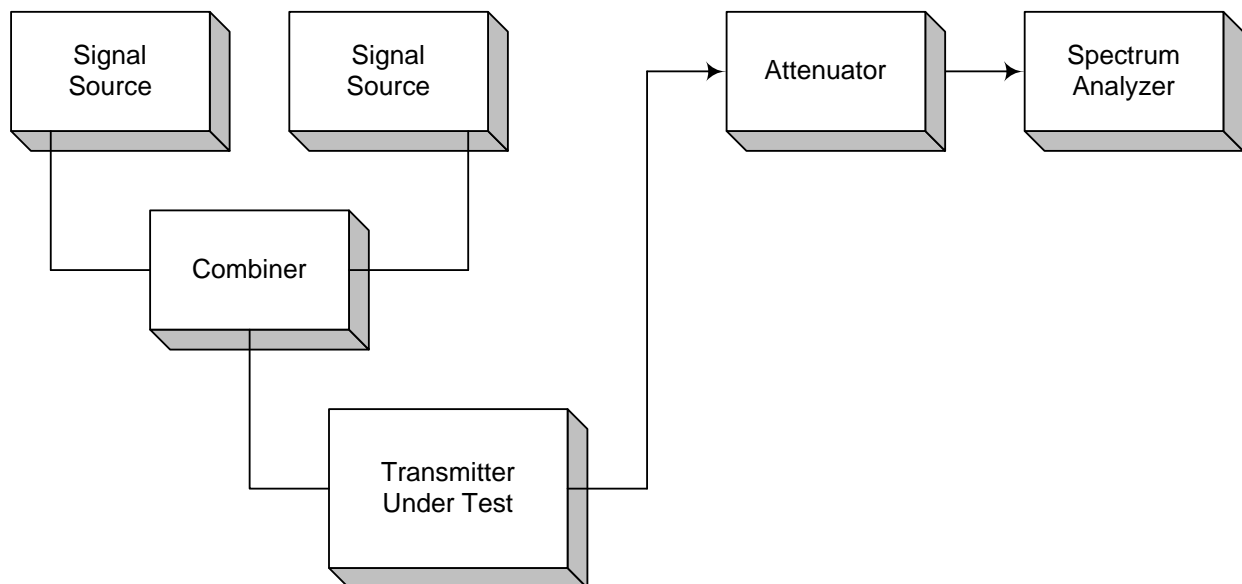 Signal
Source
Signal
Source
Attenuator
Spectrum
Analyzer
Combiner
Transmitter
Under Test